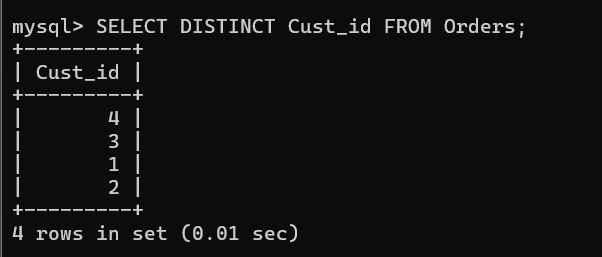 mysql> SELECT DISTINCT Cust_id FROM Orders;
+---------+
| Cust_id |
+---------+
|       4 |
|       3 |
|       1 |
|       2 |
+---------+
4 rows in set (0.01 sec)